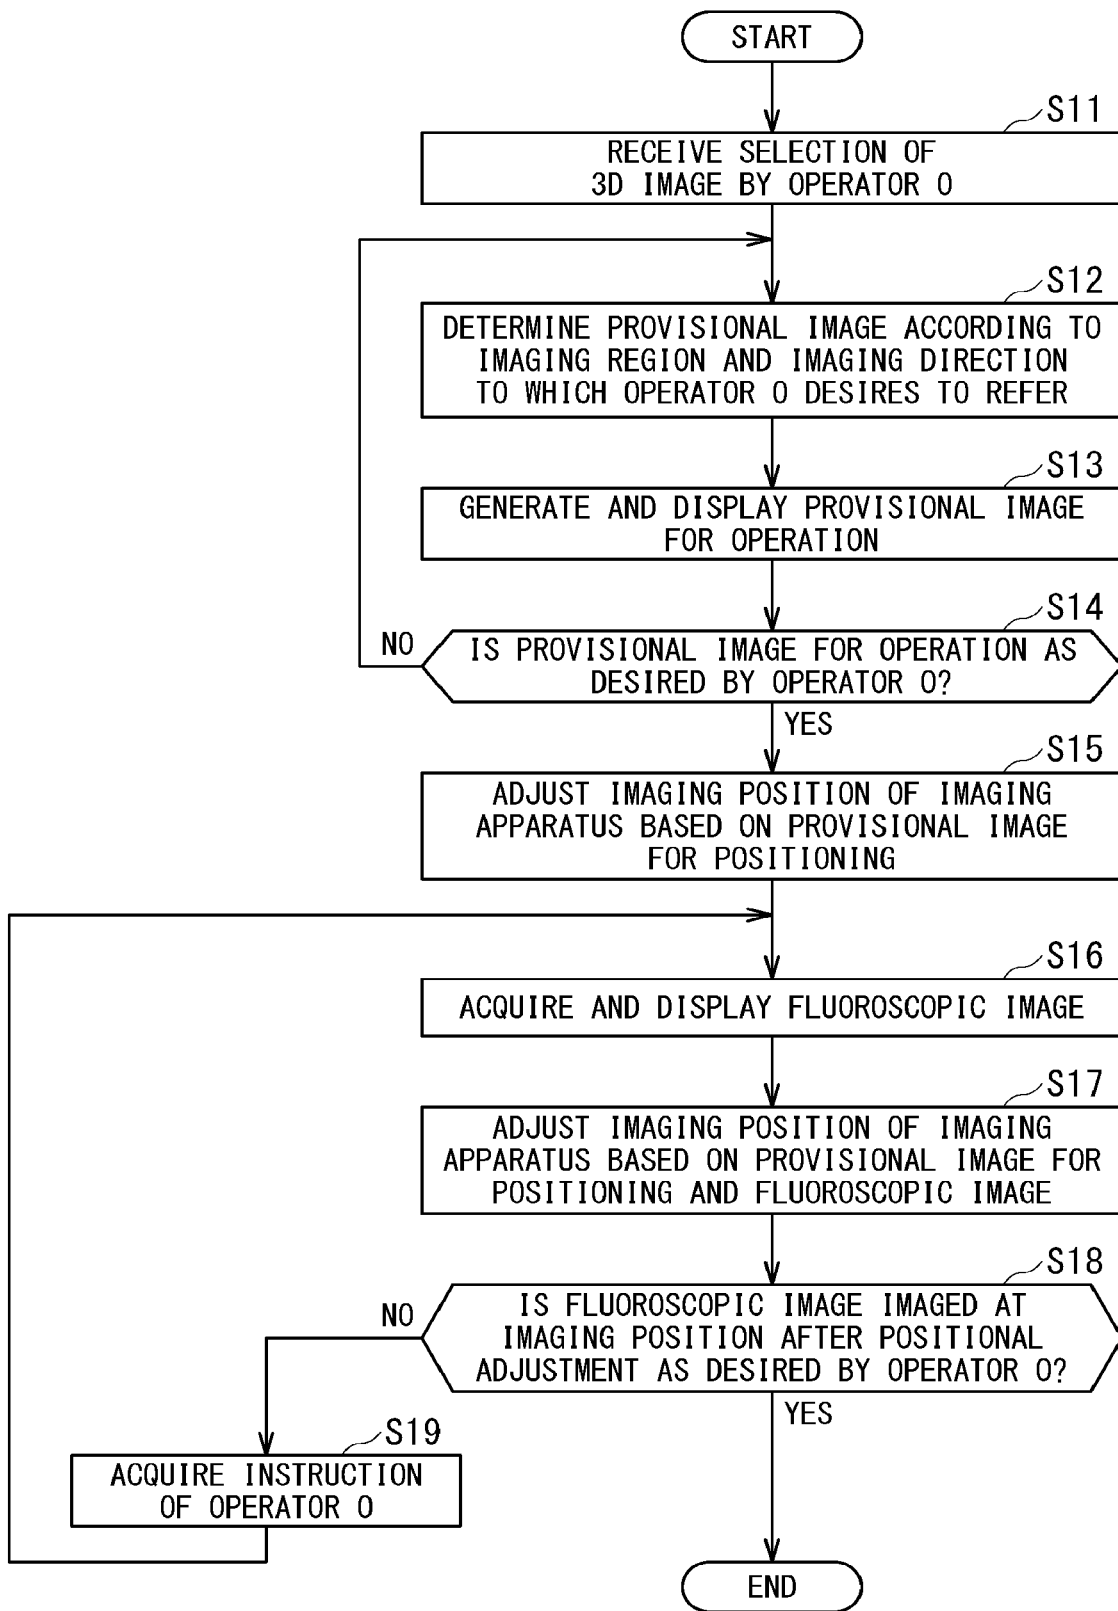 START
S11
RECEIVE SELECTION OF
3D IMAGE BY OPERATOR O
S12
DETERMINE PROVISIONAL IMAGE ACCORDING TO
IMAGING REGION AND IMAGING DIRECTION
TO WHICH OPERATOR O DESIRES TO REFER
S13
GENERATE AND DISPLAY PROVISIONAL IMAGE
FOR OPERATION
S14
NO
IS PROVISIONAL IMAGE FOR OPERATION AS
DESIRED BY OPERATOR O?
YES
S15
ADJUST IMAGING POSITION OF IMAGING
APPARATUS BASED ON PROVISIONAL IMAGE
FOR POSITIONING
S16
ACQUIRE AND DISPLAY FLUOROSCOPIC IMAGE
S17
ADJUST IMAGING POSITION OF IMAGING
APPARATUS BASED ON PROVISIONAL IMAGE FOR
POSITIONING AND FLUOROSCOPIC IMAGE
S18
NO
IS FLUOROSCOPIC IMAGE IMAGED AT
IMAGING POSITION AFTER POSITIONAL
ADJUSTMENT AS DESIRED BY OPERATOR O?
YES
S19
ACQUIRE INSTRUCTION
OF OPERATOR O
END